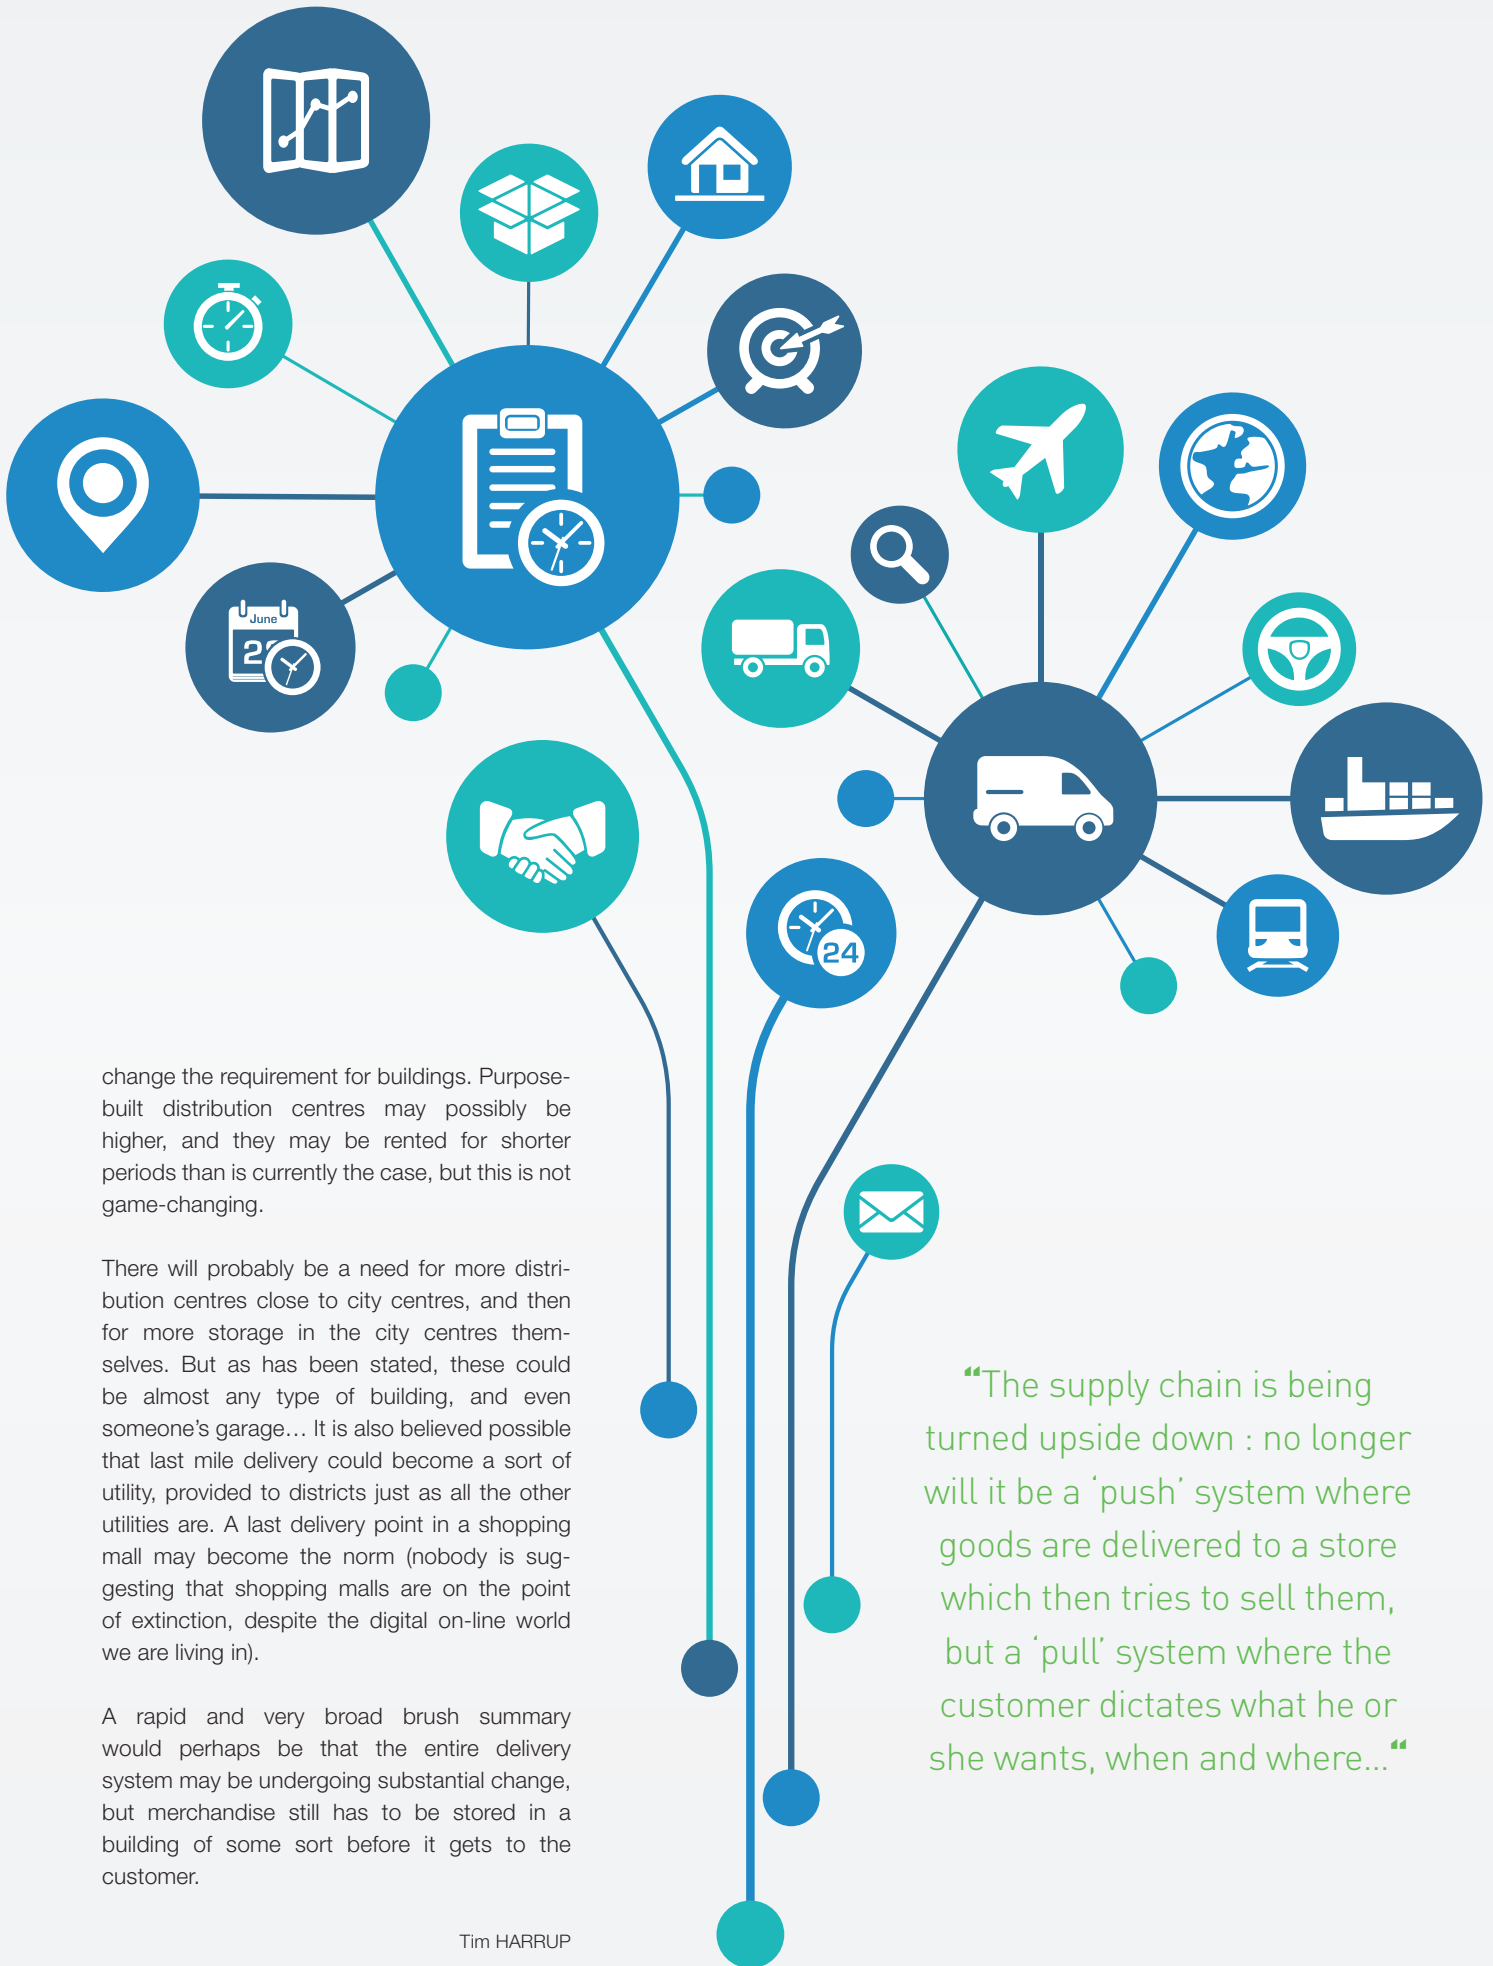 June
2
24
change the requirement for buildings. Purpose-
built distribution centres may possibly be
higher, and they may be rented for shorter
periods than is currently the case, but this is not
game-changing.
There will probably be a need for more distri-
bution centres close to city centres, and then
for more storage in the city centres them-
selves. But as has been stated, these could
be almost any type of building, and even
someone’s garage… It is also believed possible
that last mile delivery could become a sort of
utility, provided to districts just as all the other
utilities are. A last delivery point in a shopping
mall may become the norm (nobody is sug-
gesting that shopping malls are on the point
of extinction, despite the digital on-line world
we are living in).
A rapid and very broad brush summary
would perhaps be that the entire delivery
system may be undergoing substantial change,
but merchandise still has to be stored in a
building of some sort before it gets to the
customer.
Tim HARRUP
“The supply chain is being
turned upside down : no longer
will it be a ‘push’ system where
goods are delivered to a store
which then tries to sell them,
but a ‘pull’ system where the
customer dictates what he or
she wants, when and where...“